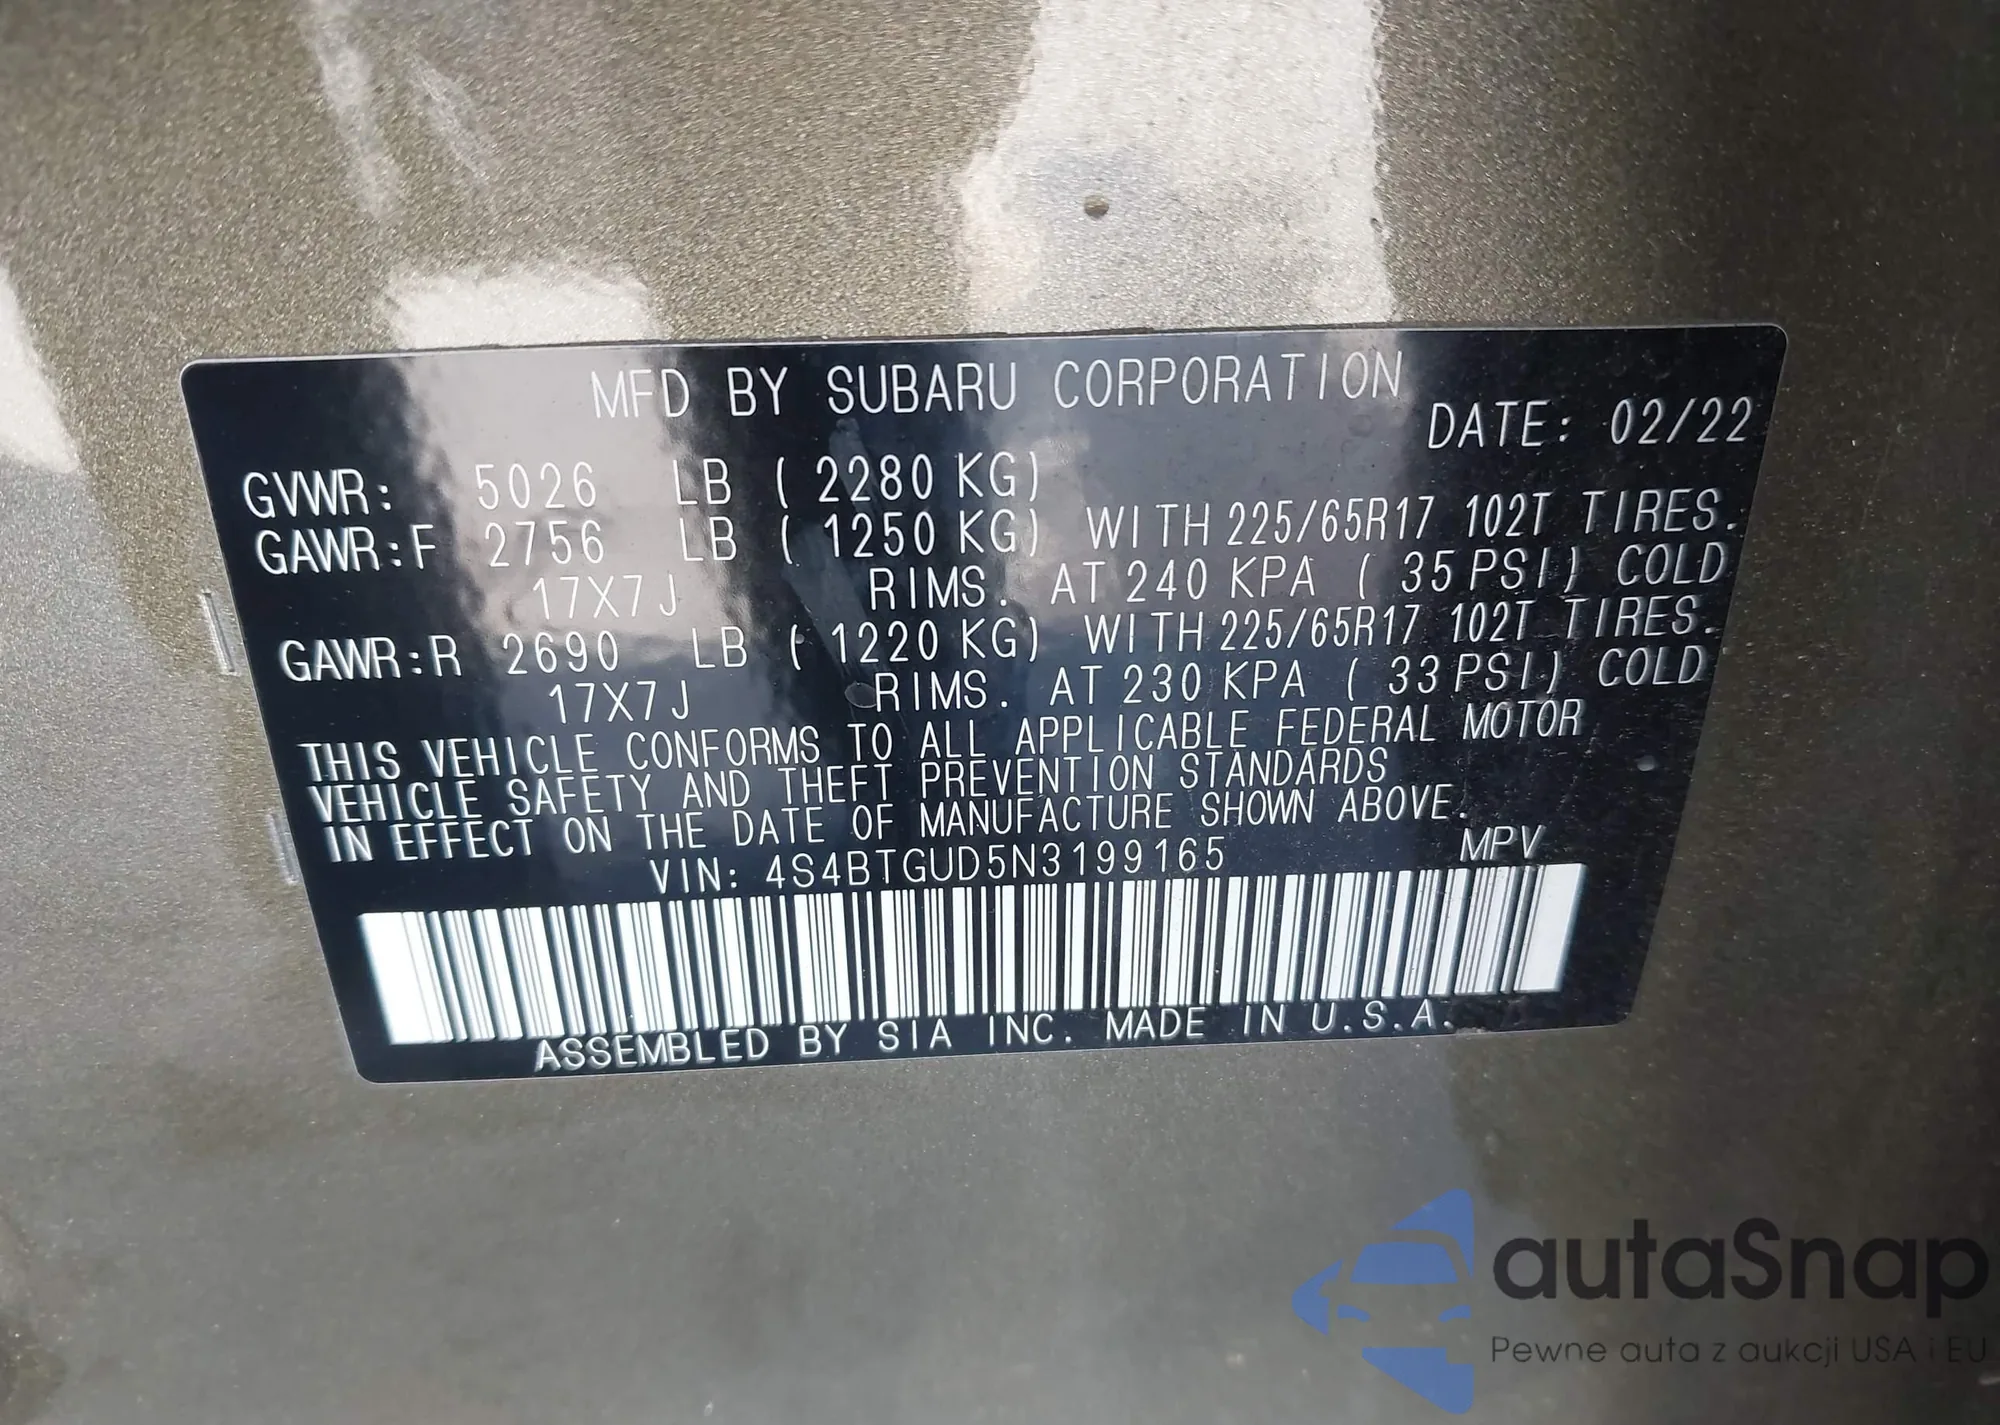 MFD BY SUBARU CORPORATION
DATE: 02/22
GVWR: 5026 LB ( 2280 KG)
GAWR:F 2756 LB ( 1250 KG) WITH 225/65R17 102T TIRES.
17X7J RIMS. AT 240 KPA ( 35 PSI) COLD
GAWR:R 2690 LB ( 1220 KG) WITH 225/65R17 102T TIRES.
17X7J RIMS. AT 230 KPA ( 33 PSI) COLD
THIS VEHICLE CONFORMS TO ALL APPLICABLE FEDERAL MOTOR
VEHICLE SAFETY AND THEFT PREVENTION STANDARDS
IN EFFECT ON THE DATE OF MANUFACTURE SHOWN ABOVE.
VIN: 4S4BTGUD5N3199165 MPV
ASSEMBLED BY SIA INC. MADE IN U.S.A.
autaSnap
Pewne auta z aukcji USA i EU